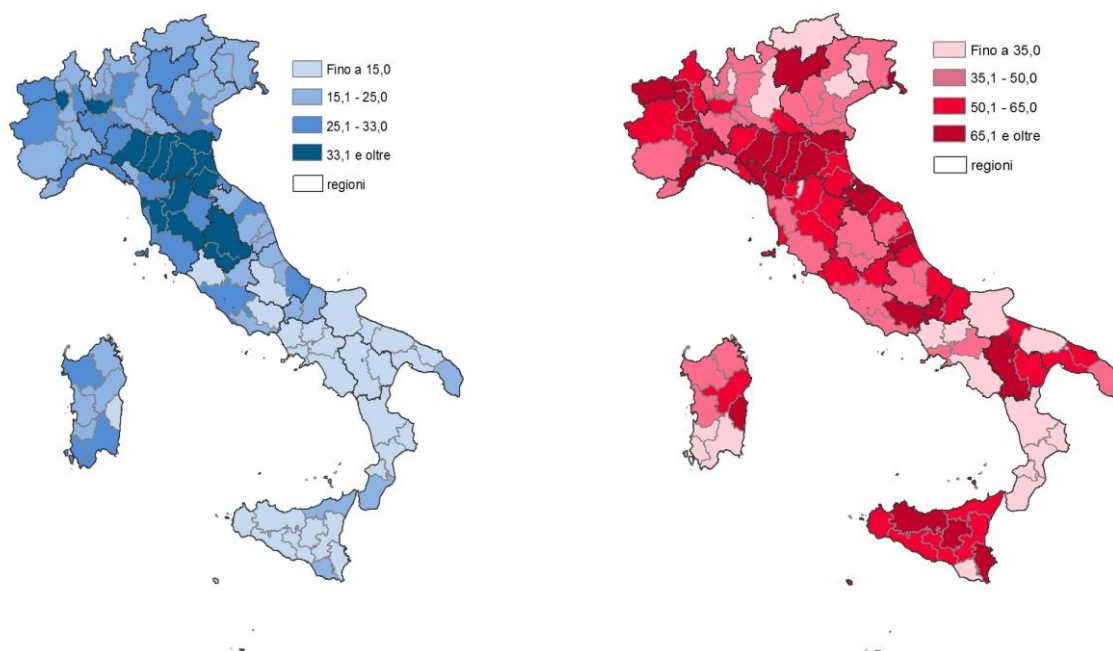 Fino a 15,0
15,1 - 25,0
25,1 - 33,0
33,1 e oltre
regioni
Fino a 35,0
35,1 - 50,0
50,1 - 65,0
65,1 e oltre
regioni